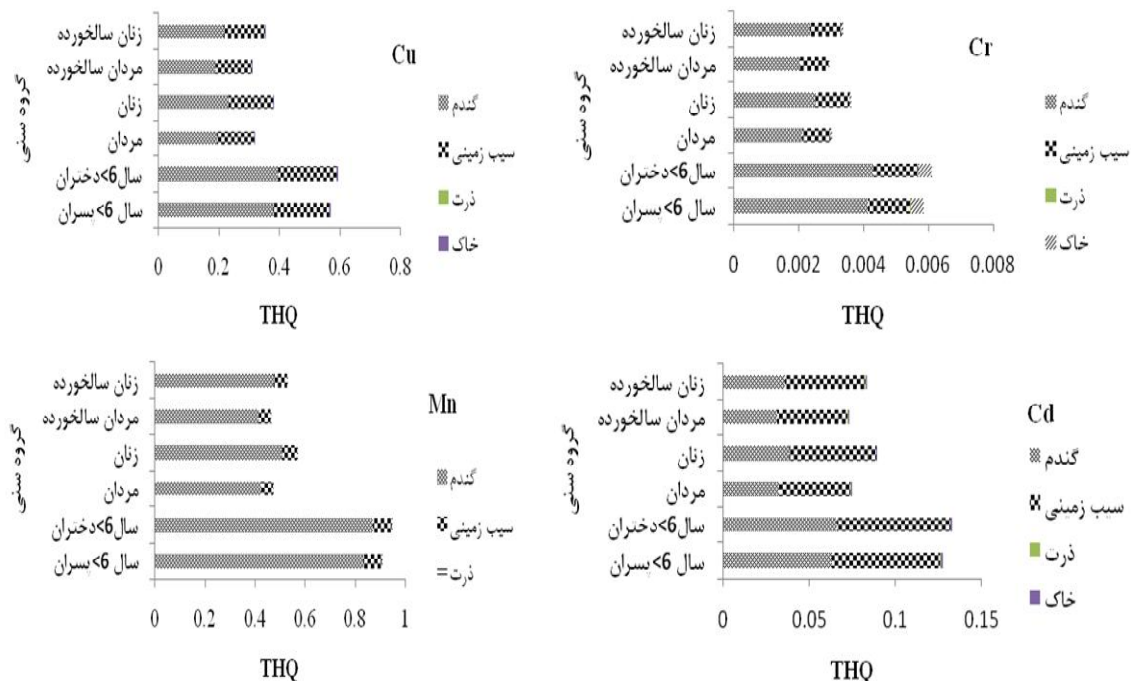 Cu
گروه سنی
زنان سالخورده
مردان سالخورده
زنان
مردان
سال6>دختران
سال 6>پسران
0 0.2 0.4 0.6 0.8
THQ
گندم
سیب زمینی
ذرت
خاک
Cr
گروه سنی
زنان سالخورده
مردان سالخورده
زنان
مردان
سال6>دختران
سال 6>پسران
0 0.002 0.004 0.006 0.008
THQ
گندم
سیب زمینی
ذرت
خاک
Mn
گروه سنی
زنان سالخورده
مردان سالخورده
زنان
مردان
سال6>دختران
سال 6>پسران
0 0.2 0.4 0.6 0.8 1
THQ
گندم
سیب زمینی
ذرت
Cd
گروه سنی
زنان سالخورده
مردان سالخورده
زنان
مردان
سال6>دختران
سال 6>پسران
0 0.05 0.1 0.15
THQ
گندم
سیب زمینی
ذرت
خاک